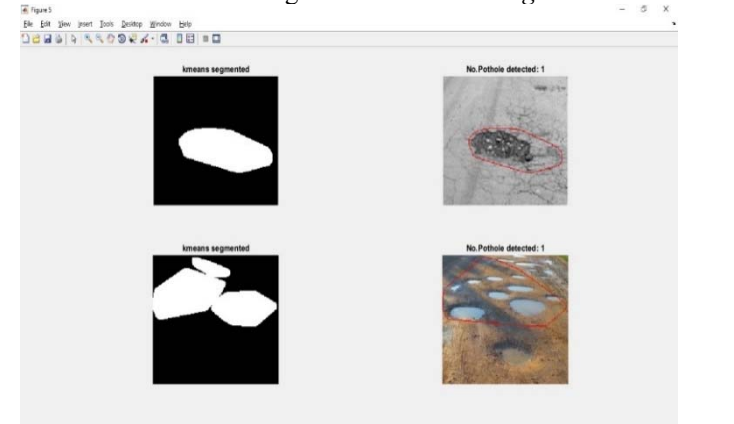 Figure 5
File Edit View Insert Tools Desktop Window Help
kmeans segmented
No.Pothole detected: 1
kmeans segmented
No.Pothole detected: 1